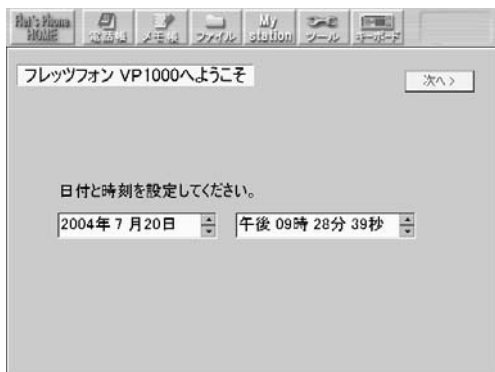 Flet's Phone HOME
電話帳
メモ帳
ファイル
My station
ツール
キーボード
フレッツフォン VP1000へようこそ
次へ >
日付と時刻を設定してください。
2004年 7 月20日
午後 09時 28分 39秒